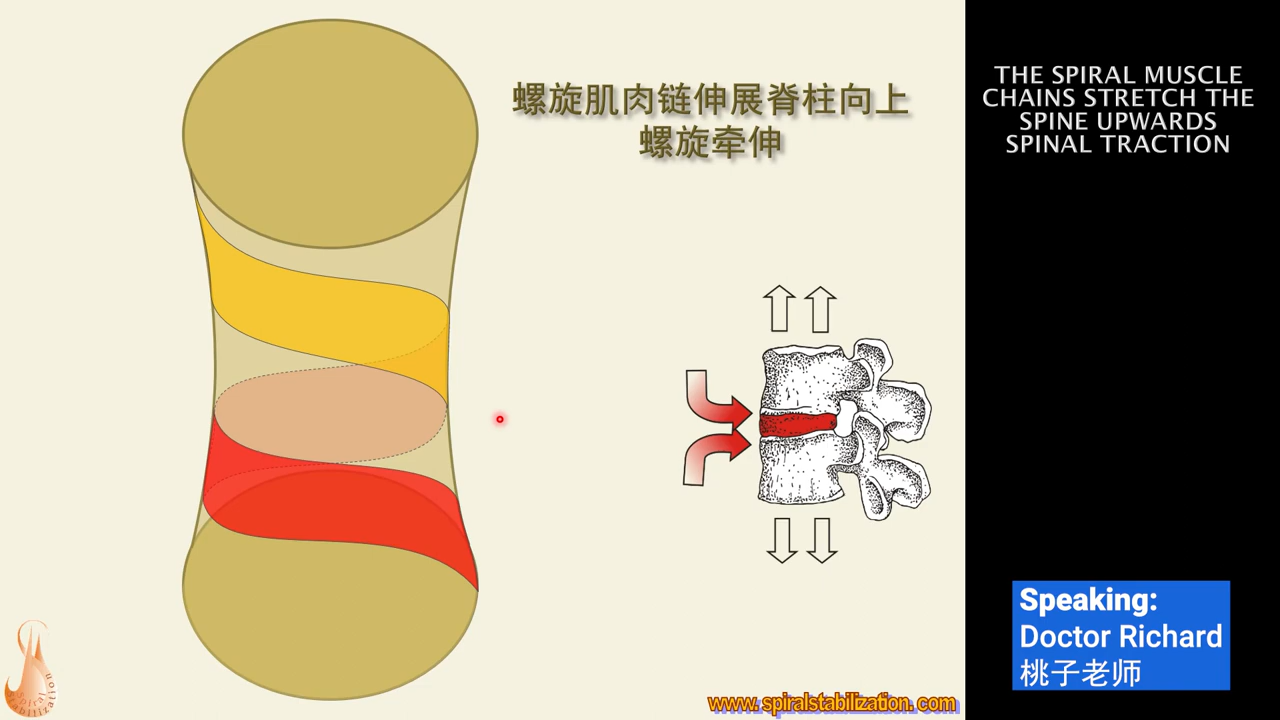 螺旋肌肉链伸展脊柱向上
螺旋牵伸
THE SPIRAL MUSCLE
CHAINS STRETCH THE
SPINE UPWARDS
SPINAL TRACTION
Speaking:
Doctor Richard
桃子老师
www.spiralstabilization.com